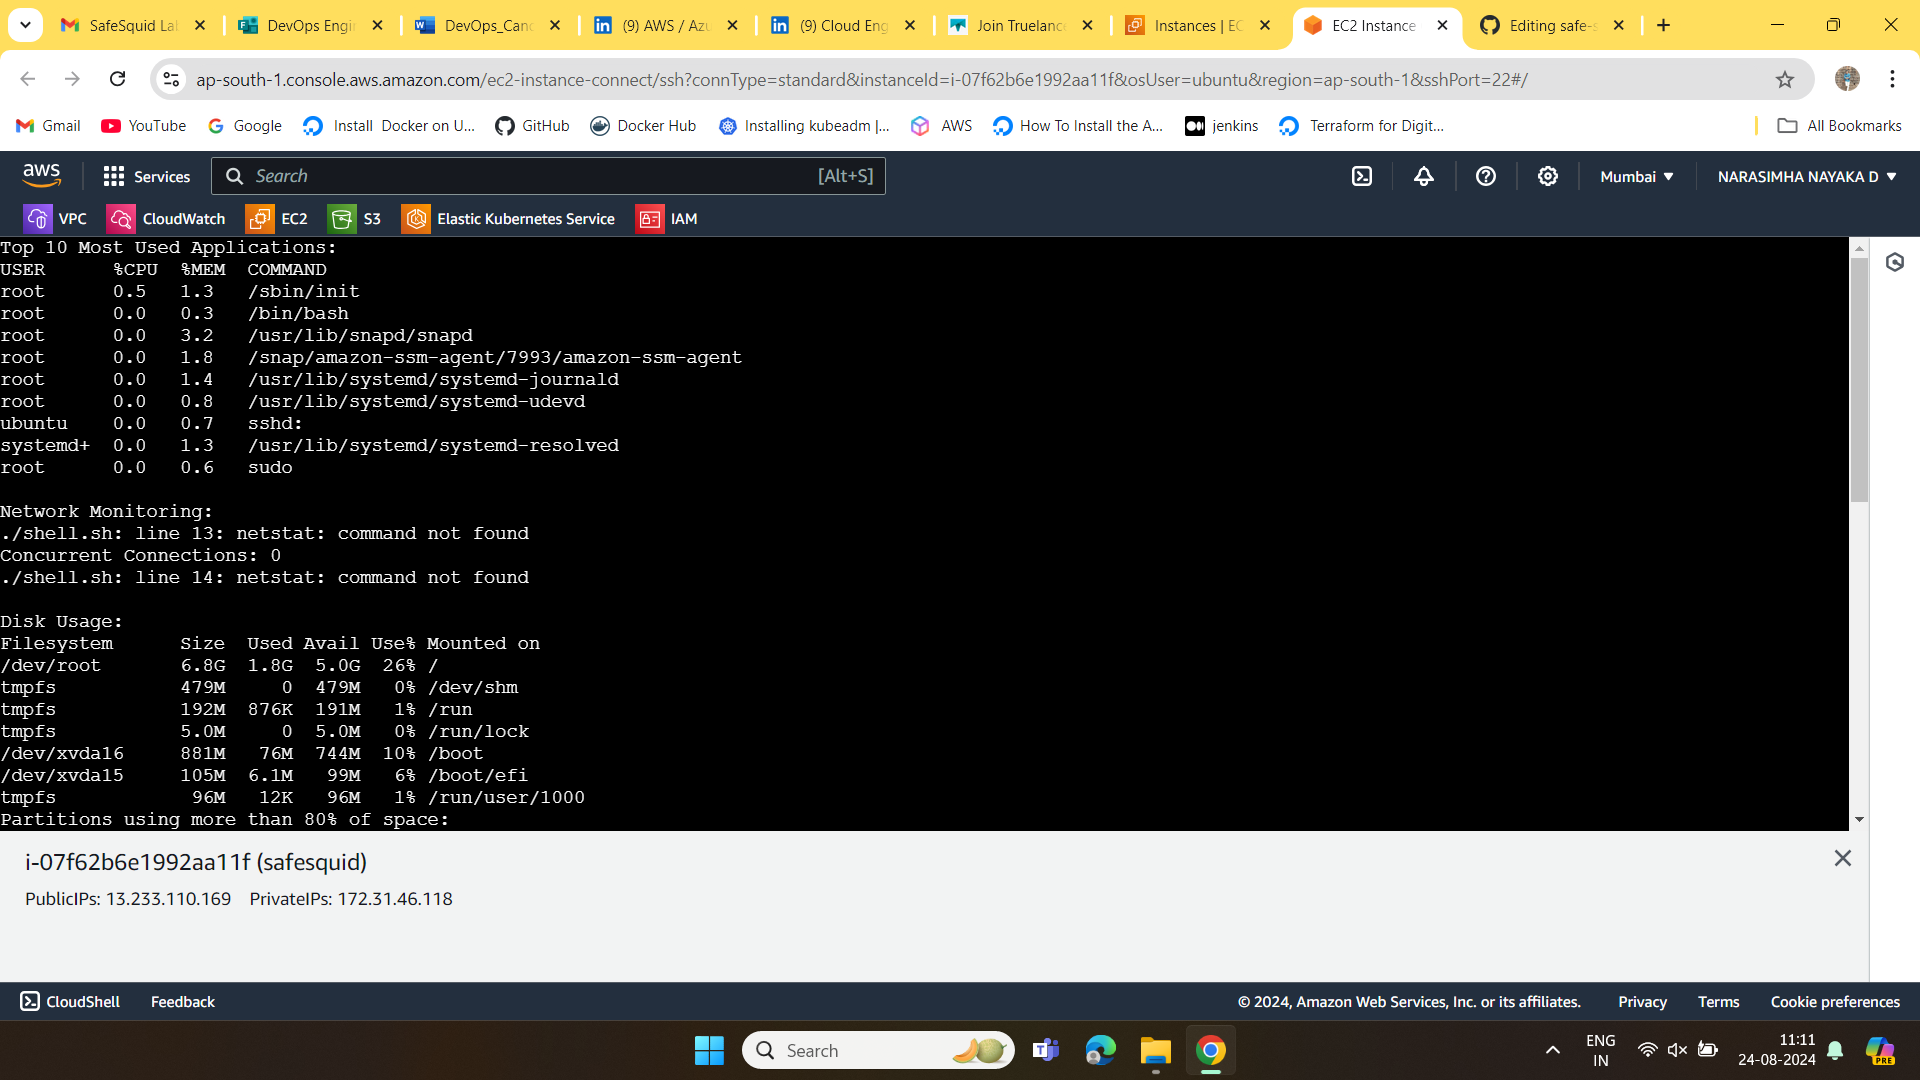 SafeSquid La
DevOps Engi
DevOps_Cand
(9) AWS / Azu
(9) Cloud Eng
Join Truelanc
Instances | EC
EC2 Instance
Editing safe-s
ap-south-1.console.aws.amazon.com/ec2-instance-connect/ssh?connType=standard&instanceId=i-07f62b6e1992aa11f&osUser=ubuntu&region=ap-south-1&sshPort=22#/
Gmail YouTube Google Install Docker on U... GitHub Docker Hub Installing kubeadm |... AWS How To Install the A... jenkins Terraform for Digit... All Bookmarks
aws Services Search [Alt+S] Mumbai NARASIMHA NAYAKA D
VPC CloudWatch EC2 S3 Elastic Kubernetes Service IAM
Top 10 Most Used Applications:
USER %CPU %MEM COMMAND
root 0.5 1.3 /sbin/init
root 0.0 0.3 /bin/bash
root 0.0 3.2 /usr/lib/snapd/snapd
root 0.0 1.8 /snap/amazon-ssm-agent/7993/amazon-ssm-agent
root 0.0 1.4 /usr/lib/systemd/systemd-journald
root 0.0 0.8 /usr/lib/systemd/systemd-udevd
ubuntu 0.0 0.7 sshd:
systemd+ 0.0 1.3 /usr/lib/systemd/systemd-resolved
root 0.0 0.6 sudo
Network Monitoring:
./shell.sh: line 13: netstat: command not found
Concurrent Connections: 0
./shell.sh: line 14: netstat: command not found
Disk Usage:
Filesystem Size Used Avail Use% Mounted on
/dev/root 6.8G 1.8G 5.0G 26% /
tmpfs 479M 0 479M 0% /dev/shm
tmpfs 192M 876K 191M 1% /run
tmpfs 5.0M 0 5.0M 0% /run/lock
/dev/xvda16 881M 76M 744M 10% /boot
/dev/xvda15 105M 6.1M 99M 6% /boot/efi
tmpfs 96M 12K 96M 1% /run/user/1000
Partitions using more than 80% of space:
i-07f62b6e1992aa11f (safesquid)
PublicIPs: 13.233.110.169 PrivateIPs: 172.31.46.118
CloudShell Feedback © 2024, Amazon Web Services, Inc. or its affiliates. Privacy Terms Cookie preferences
Search
ENG
IN
11:11
24-08-2024
PRE